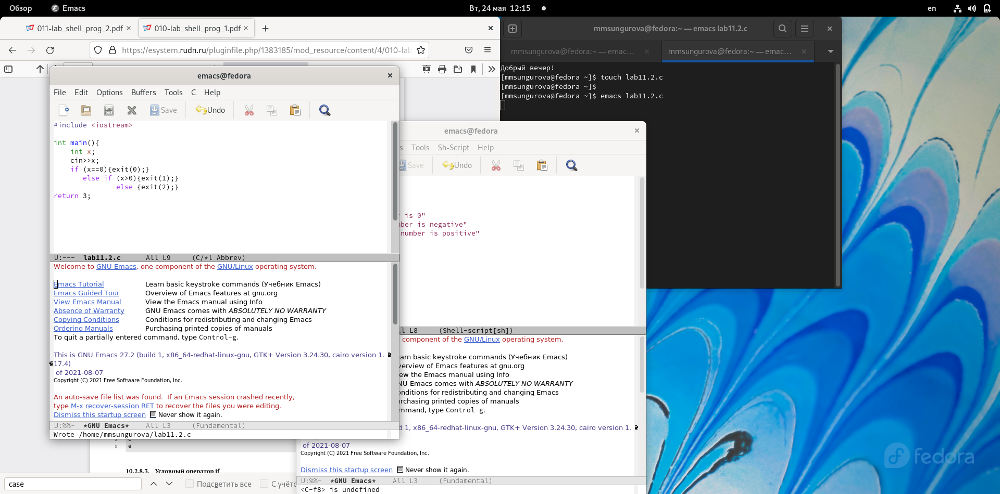 Обзор
Emacs
Вт, 24 мая 12:15
en
011-lab_shell_prog_2.pdf
010-lab_shell_prog_1.pdf
https://esystem.rudn.ru/pluginfile.php/1383185/mod_resource/content/4/010-lab
mmsungurova@fedora:~ — emacs lab11.2.c
mmsungurova@fedora:~ — emac…
mmsungurova@fedora:~ — emac…
Добрый вечер!
[mmsungurova@fedora ~]$ touch lab11.2.c
[mmsungurova@fedora ~]$
[mmsungurova@fedora ~]$ emacs lab11.2.c
emacs@fedora
File Edit Options Buffers Tools C Help
Save Undo
#include <iostream>
int main(){
int x;
cin>>x;
if (x==0){exit(0);}
else if (x>0){exit(1);}
else {exit(2);}
return 3;
U:--- lab11.2.c All L9 (C/*l Abbrev)
Welcome to GNU Emacs, one component of the GNU/Linux operating system.
Emacs Tutorial Learn basic keystroke commands (Учебник Emacs)
Emacs Guided Tour Overview of Emacs features at gnu.org
View Emacs Manual View the Emacs manual using Info
Absence of Warranty GNU Emacs comes with ABSOLUTELY NO WARRANTY
Copying Conditions Conditions for redistributing and changing Emacs
Ordering Manuals Purchasing printed copies of manuals
To quit a partially entered command, type Control-g.
This is GNU Emacs 27.2 (build 1, x86_64-redhat-linux-gnu, GTK+ Version 3.24.30, cairo version 1.
17.4)
of 2021-08-07
Copyright (C) 2021 Free Software Foundation, Inc.
An auto-save file list was found. If an Emacs session crashed recently,
type M-x recover-session RET to recover the files you were editing.
Dismiss this startup screen Never show it again.
U:%%- *GNU Emacs* All L3 (Fundamental)
Wrote /home/mmsungurova/lab11.2.c
emacs@fedora
s Tools Sh-Script Help
Save Undo
r is 0"
ber is negative"
number is positive"
ll L8 (Shell-script[sh])
component of the GNU/Linux operating system.
arn basic keystroke commands (Учебник Emacs)
verview of Emacs features at gnu.org
ew the Emacs manual using Info
NU Emacs comes with ABSOLUTELY NO WARRANTY
onditions for redistributing and changing Emacs
urchasing printed copies of manuals
mmand, type Control-g.
d 1, x86_64-redhat-linux-gnu, GTK+ Version 3.24.30, cairo version 1.
of 2021-08-07
Copyright (C) 2021 Free Software Foundation, Inc.
Dismiss this startup screen Never show it again.
U:%%- *GNU Emacs* All L3 (Fundamental)
<C-f8> is undefined
3 e
10.2.8.3. Условный оператор if
case
Подсветить все
С учёто
fedora